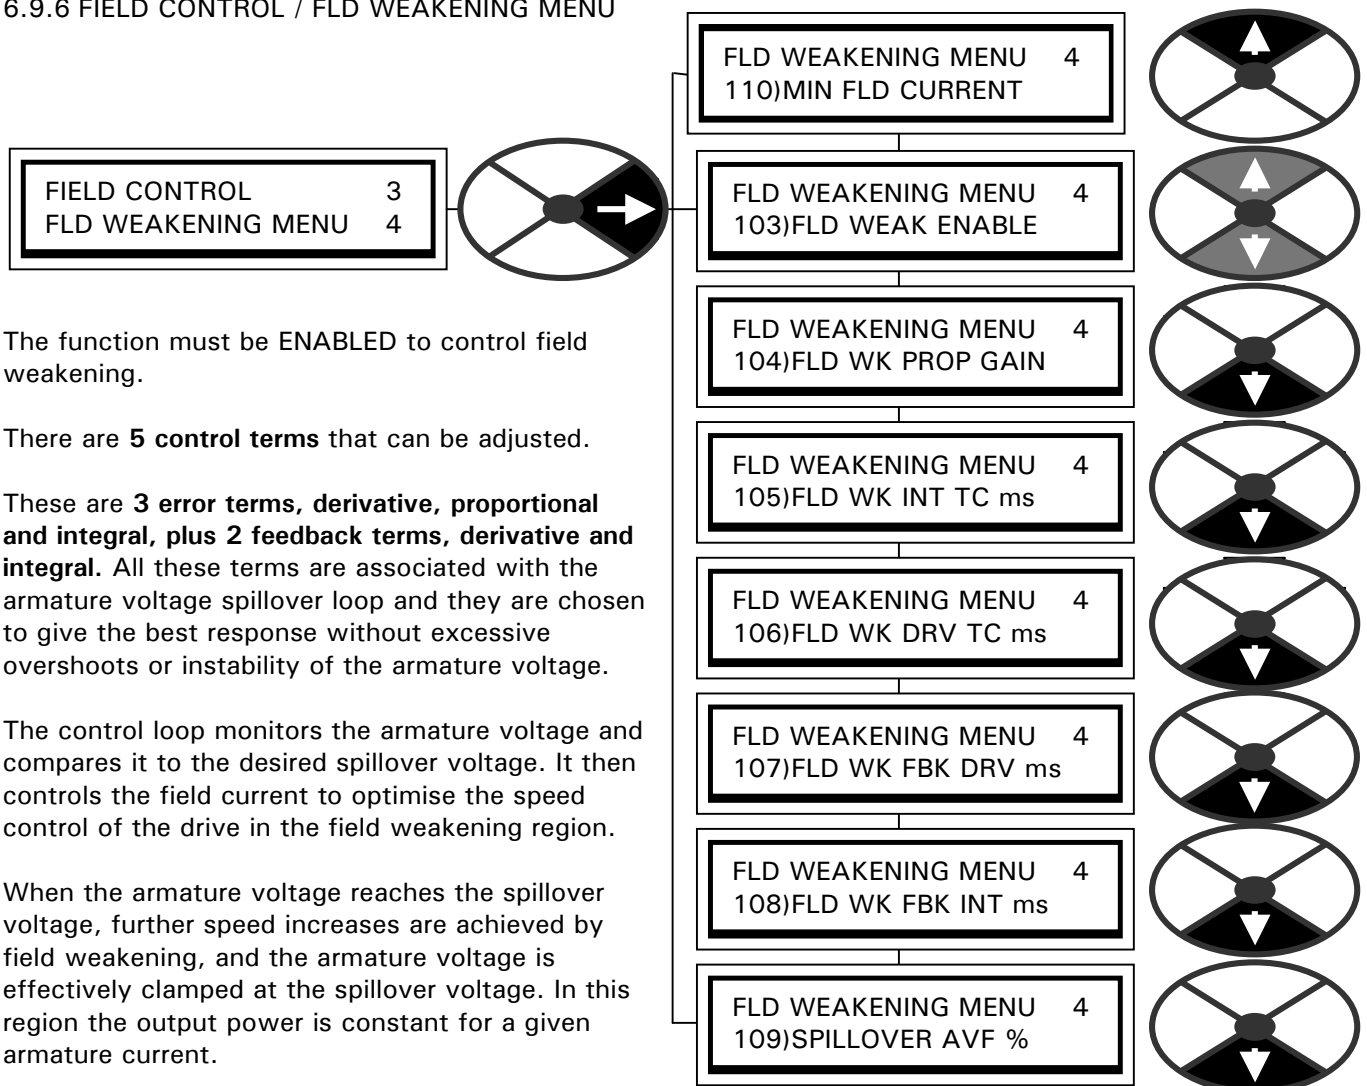 6.9.6 FIELD CONTROL / FLD WEAKENING MENU
FIELD CONTROL 3
FLD WEAKENING MENU 4
The function must be ENABLED to control field
weakening.
There are 5 control terms that can be adjusted.
These are 3 error terms, derivative, proportional
and integral, plus 2 feedback terms, derivative and
integral. All these terms are associated with the
armature voltage spillover loop and they are chosen
to give the best response without excessive
overshoots or instability of the armature voltage.
The control loop monitors the armature voltage and
compares it to the desired spillover voltage. It then
controls the field current to optimise the speed
control of the drive in the field weakening region.
When the armature voltage reaches the spillover
voltage, further speed increases are achieved by
field weakening, and the armature voltage is
effectively clamped at the spillover voltage. In this
region the output power is constant for a given
armature current.
FLD WEAKENING MENU 4
110)MIN FLD CURRENT
FLD WEAKENING MENU 4
103)FLD WEAK ENABLE
FLD WEAKENING MENU 4
104)FLD WK PROP GAIN
FLD WEAKENING MENU 4
105)FLD WK INT TC ms
FLD WEAKENING MENU 4
106)FLD WK DRV TC ms
FLD WEAKENING MENU 4
107)FLD WK FBK DRV ms
FLD WEAKENING MENU 4
108)FLD WK FBK INT ms
FLD WEAKENING MENU 4
109)SPILLOVER AVF %